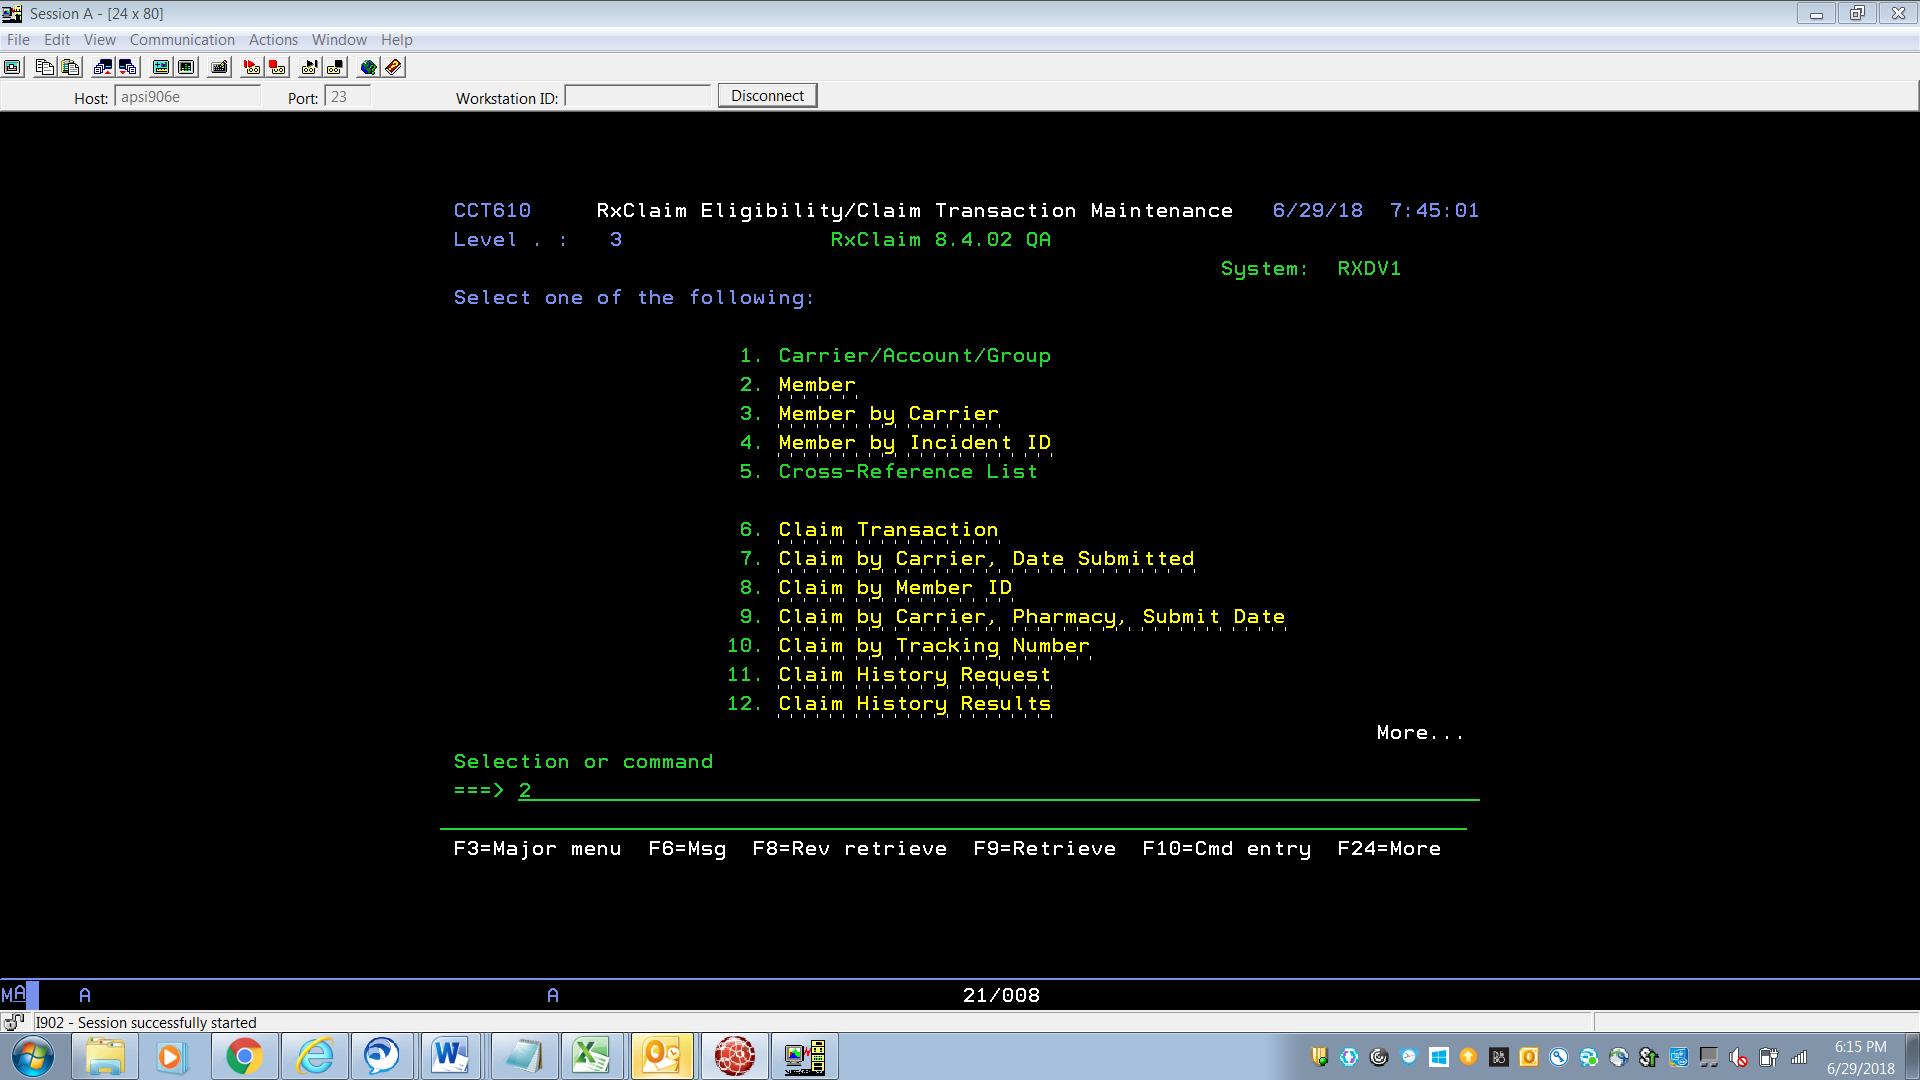 Session A - [24 x 80]
File Edit View Communication Actions Window Help
Host: apsi906e Port: 23 Workstation ID: Disconnect
CCT610 RxClaim Eligibility/Claim Transaction Maintenance 6/29/18 7:45:01
Level . : 3 RxClaim 8.4.02 QA
System: RXDV1
Select one of the following:
1. Carrier/Account/Group
2. Member
3. Member by Carrier
4. Member by Incident ID
5. Cross-Reference List
6. Claim Transaction
7. Claim by Carrier, Date Submitted
8. Claim by Member ID
9. Claim by Carrier, Pharmacy, Submit Date
10. Claim by Tracking Number
11. Claim History Request
12. Claim History Results
More...
Selection or command
===> 2
F3=Major menu F6=Msg F8=Rev retrieve F9=Retrieve F10=Cmd entry F24=More
MA A A 21/008
I902 - Session successfully started
6:15 PM
6/29/2018